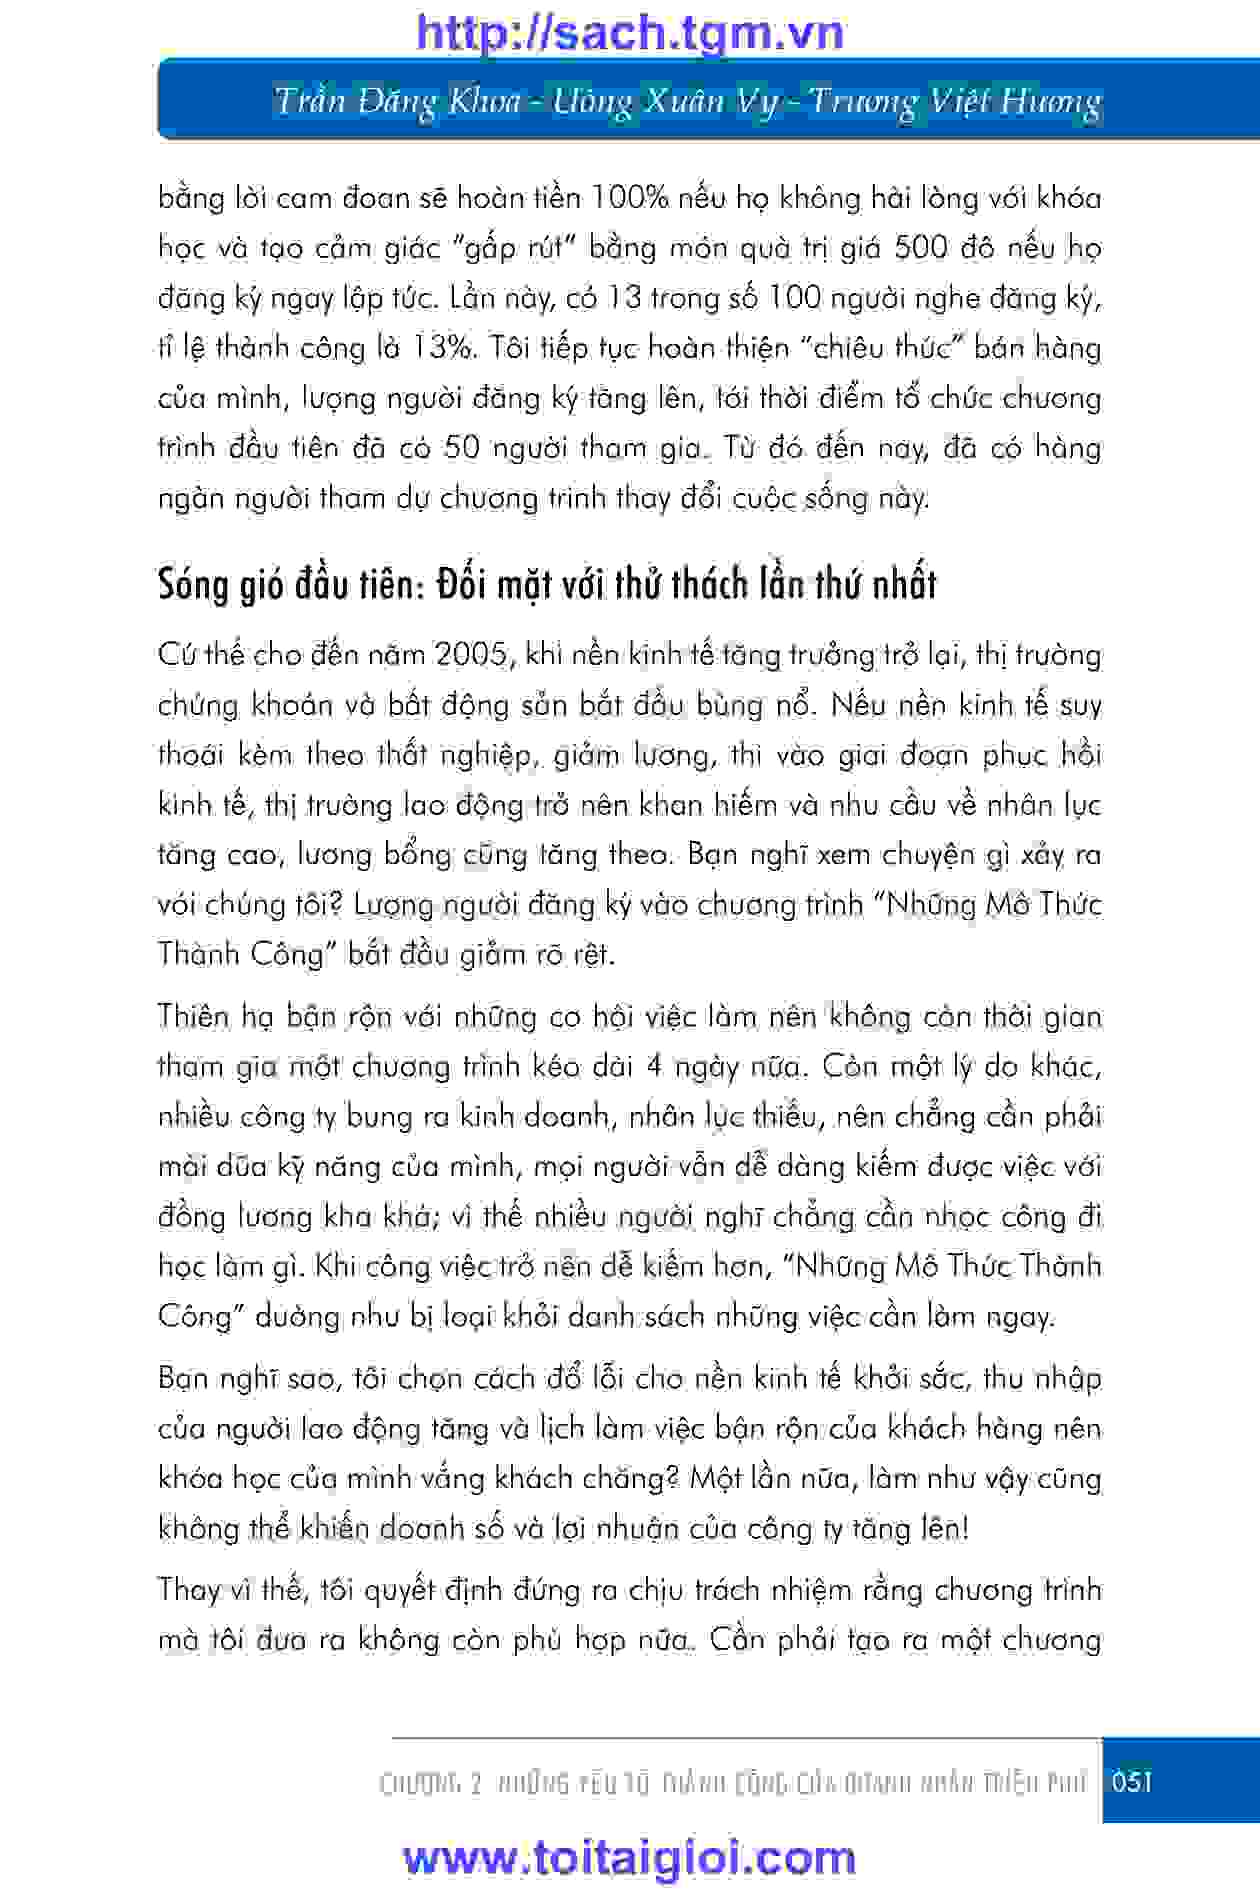 http://sach.tgm.vn
Trần Đăng Khoa - Uông Xuân Vy - Trương Việt Hương
bằng lời cam đoan sẽ hoàn tiền 100% nếu họ không hài lòng với khóa
học và tạo cảm giác “gấp rút” bằng món quà trị giá 500 đô nếu họ
đăng ký ngay lập tức. Lần này, có 13 trong số 100 người nghe đăng ký,
tỉ lệ thành công là 13%. Tôi tiếp tục hoàn thiện “chiêu thức” bán hàng
của mình, lượng người đăng ký tăng lên, tới thời điểm tổ chức chương
trình đầu tiên đã có 50 người tham gia. Từ đó đến nay, đã có hàng
ngàn người tham dự chương trình thay đổi cuộc sống này.
Sóng gió đầu tiên: Đối mặt với thử thách lần thứ nhất
Cứ thế cho đến năm 2005, khi nền kinh tế tăng trưởng trở lại, thị trường
chứng khoán và bất động sản bắt đầu bùng nổ. Nếu nền kinh tế suy
thoái kèm theo thất nghiệp, giảm lương, thì vào giai đoạn phục hồi
kinh tế, thị trường lao động trở nên khan hiếm và nhu cầu về nhân lực
tăng cao, lương bổng cũng tăng theo. Bạn nghĩ xem chuyện gì xảy ra
với chúng tôi? Lượng người đăng ký vào chương trình “Những Mô Thức
Thành Công” bắt đầu giảm rõ rệt.
Thiên hạ bận rộn với những cơ hội việc làm nên không còn thời gian
tham gia một chương trình kéo dài 4 ngày nữa. Còn một lý do khác,
nhiều công ty bung ra kinh doanh, nhân lực thiếu, nên chẳng cần phải
mài dũa kỹ năng của mình, mọi người vẫn dễ dàng kiếm được việc với
đồng lương kha khá; vì thế nhiều người nghĩ chẳng cần nhọc công đi
học làm gì. Khi công việc trở nên dễ kiếm hơn, “Những Mô Thức Thành
Công” dường như bị loại khỏi danh sách những việc cần làm ngay.
Bạn nghĩ sao, tôi chọn cách đổ lỗi cho nền kinh tế khởi sắc, thu nhập
của người lao động tăng và lịch làm việc bận rộn của khách hàng nên
khóa học của mình vắng khách chăng? Một lần nữa, làm như vậy cũng
không thể khiến doanh số và lợi nhuận của công ty tăng lên!
Thay vì thế, tôi quyết định đứng ra chịu trách nhiệm rằng chương trình
mà tôi đưa ra không còn phù hợp nữa. Cần phải tạo ra một chương
CHƯƠNG 2: NHỮNG YẾU TỐ THÀNH CÔNG CỦA DOANH NHÂN TRIỆU PHÚ 051
www.toitaigioi.com